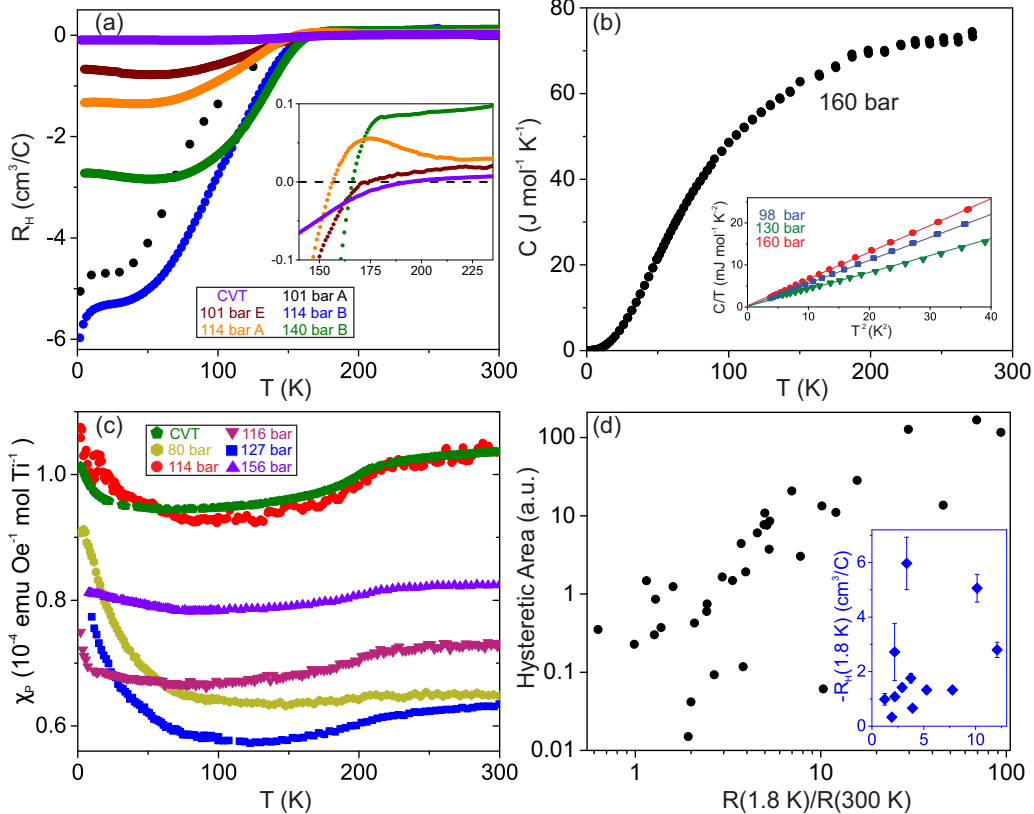 (a)
R_H (cm³/C)
0
-2
-4
-6
0 100 200 300
T (K)
0.1
0.0
-0.1
150 175 200 225
CVT 101 bar A
101 bar E 114 bar B
114 bar A 140 bar B
(b)
C (J mol⁻¹ K⁻¹)
80
60
40
20
0
0 50 100 150 200 250 300
T (K)
160 bar
98 bar
130 bar
160 bar
C/T (mJ mol⁻¹ K⁻²)
20
10
0
0 10 20 30 40
T² (K²)
(c)
χ_P (10⁻⁴ emu Oe⁻¹ mol Ti⁻¹)
1.0
0.8
0.6
0 100 200 300
T (K)
CVT 116 bar
80 bar 127 bar
114 bar 156 bar
(d)
Hysteretic Area (a.u.)
100
10
1
0.1
0.01
1 10 100
R(1.8 K)/R(300 K)
-R_H(1.8 K) (cm³/C)
6
4
2
0
0 5 10